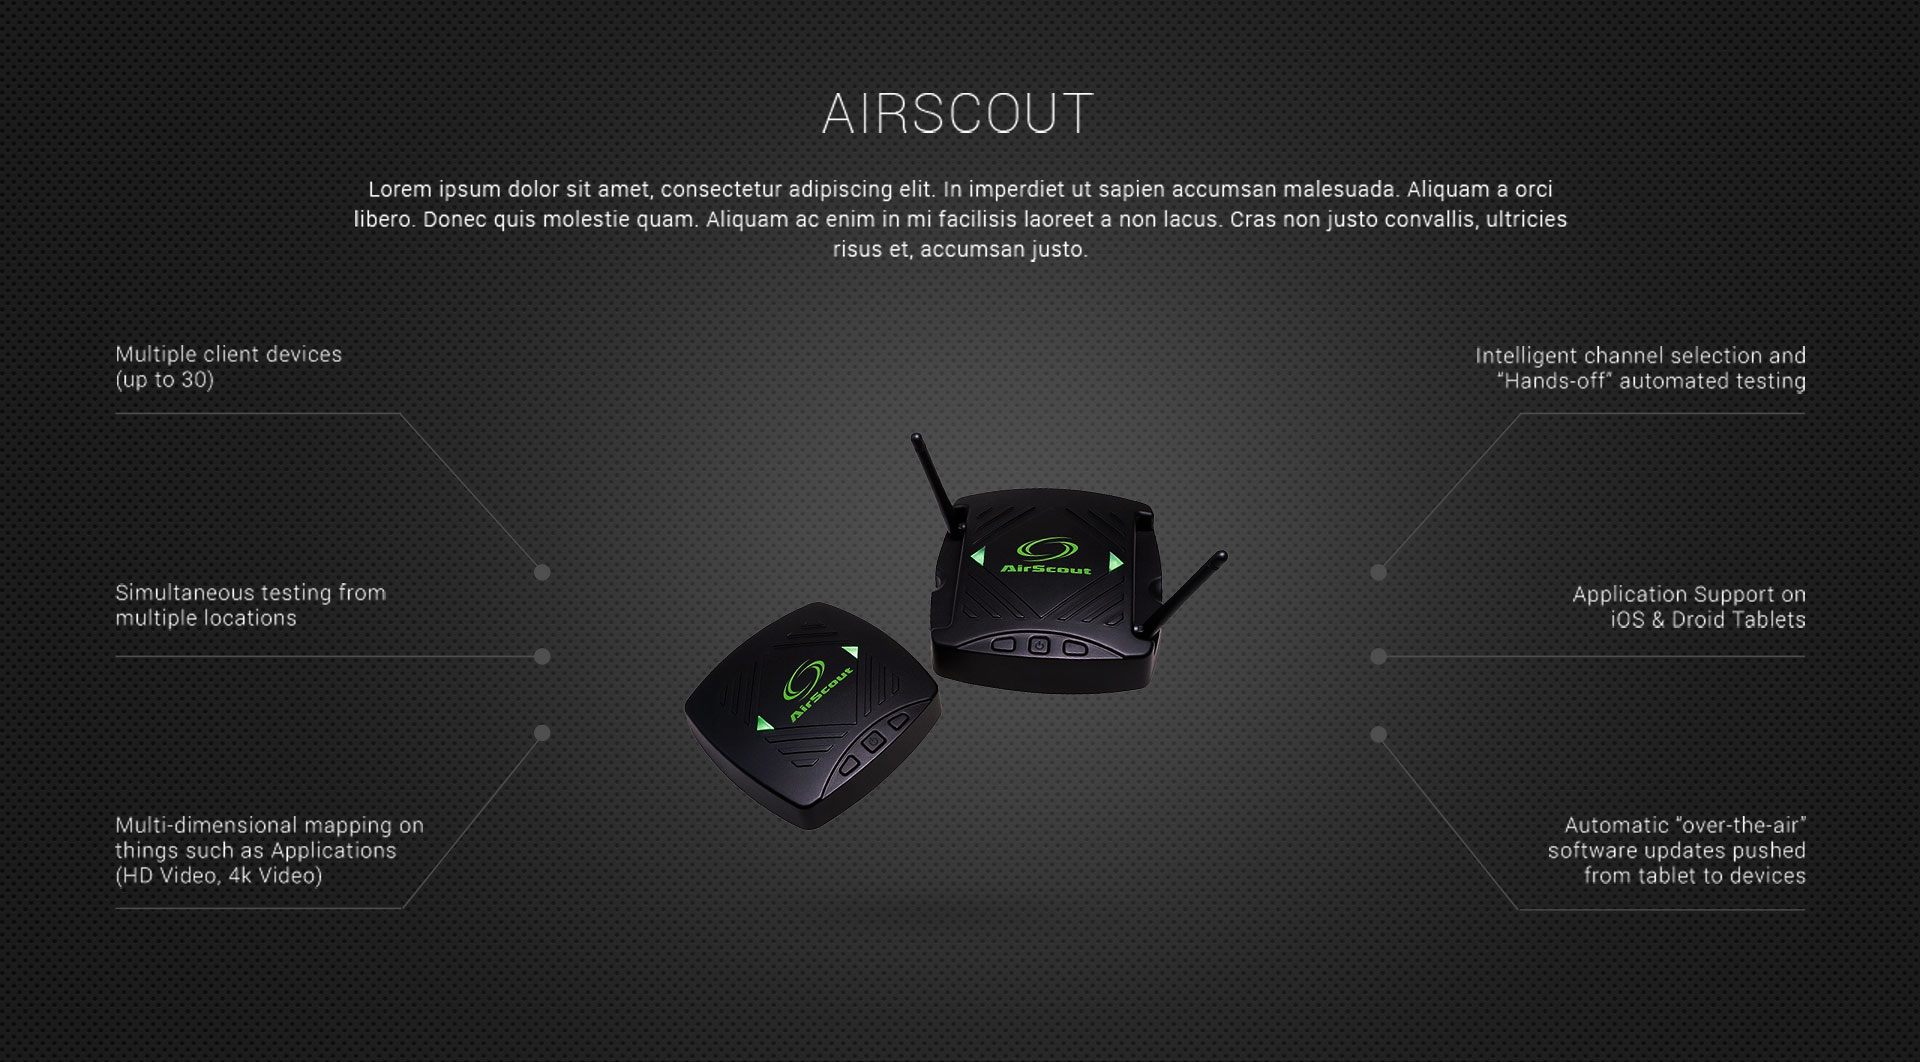 AIRSCOUT
Lorem ipsum dolor sit amet, consectetur adipiscing elit. In imperdiet ut sapien accumsan malesuada. Aliquam a orci
libero. Donec quis molestie quam. Aliquam ac enim in mi facilisis laoreet a non lacus. Cras non justo convallis, ultricies
risus et, accumsan justo.
Multiple client devices
(up to 30)
Simultaneous testing from
multiple locations
Multi-dimensional mapping on
things such as Applications
(HD Video, 4k Video)
AirScout
AirScout
Intelligent channel selection and
“Hands-off” automated testing
Application Support on
iOS & Droid Tablets
Automatic “over-the-air”
software updates pushed
from tablet to devices